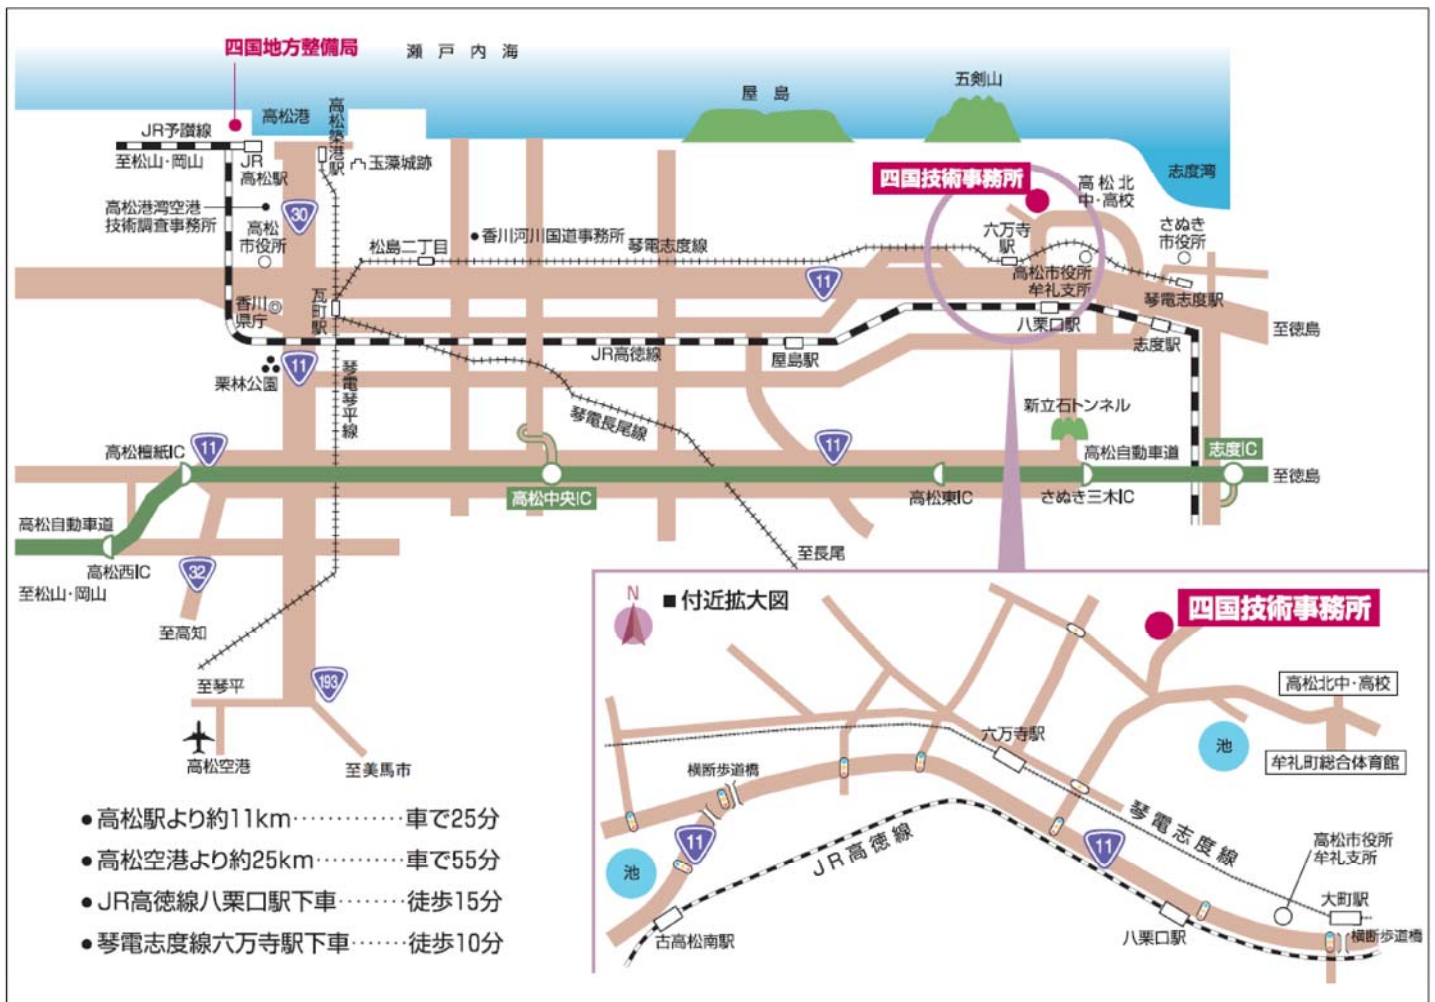 四国地方整備局
瀬戸内海
屋島
五剣山
高松港
高松築港駅
JR予讃線
至松山・岡山
JR
高松駅
玉藻城跡
四国技術事務所
高松北
中・高校
志度湾
高松港湾空港
技術調査事務所
30
高松
市役所
松島二丁目
香川河川国道事務所
琴電志度線
六万寺
駅
さぬき
市役所
11
高松市役所
牟礼支所
琴電志度駅
香川
県庁
瓦町駅
八栗口駅
至徳島
志度駅
JR高徳線
屋島駅
11
栗林公園
琴電琴平線
琴電長尾線
新立石トンネル
高松檀紙IC
11
11
高松自動車道
志度IC
高松中央IC
高松東IC
さぬき三木IC
至徳島
高松自動車道
高松西IC
32
至長尾
至松山・岡山
至高知
至琴平
193
高松空港
至美馬市
●高松駅より約11km…………車で25分
●高松空港より約25km………車で55分
●JR高徳線八栗口駅下車………徒歩15分
●琴電志度線六万寺駅下車……徒歩10分
N
■付近拡大図
四国技術事務所
高松北中・高校
池
牟礼町総合体育館
六万寺駅
横断歩道橋
琴電志度線
11
11
JR高徳線
池
高松市役所
牟礼支所
大町駅
古高松南駅
八栗口駅
横断歩道橋